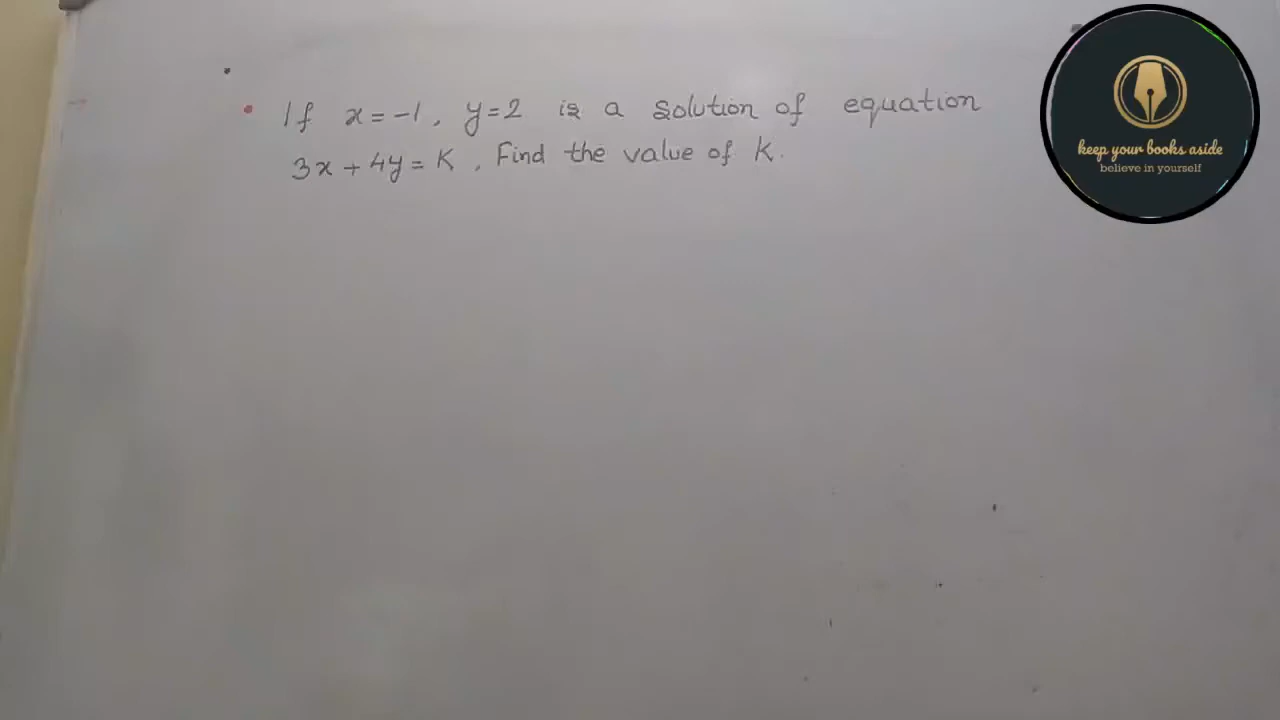 If x = -1, y = 2 is a solution of equation
3x + 4y = K, Find the value of K.
keep your books aside
believe in yourself